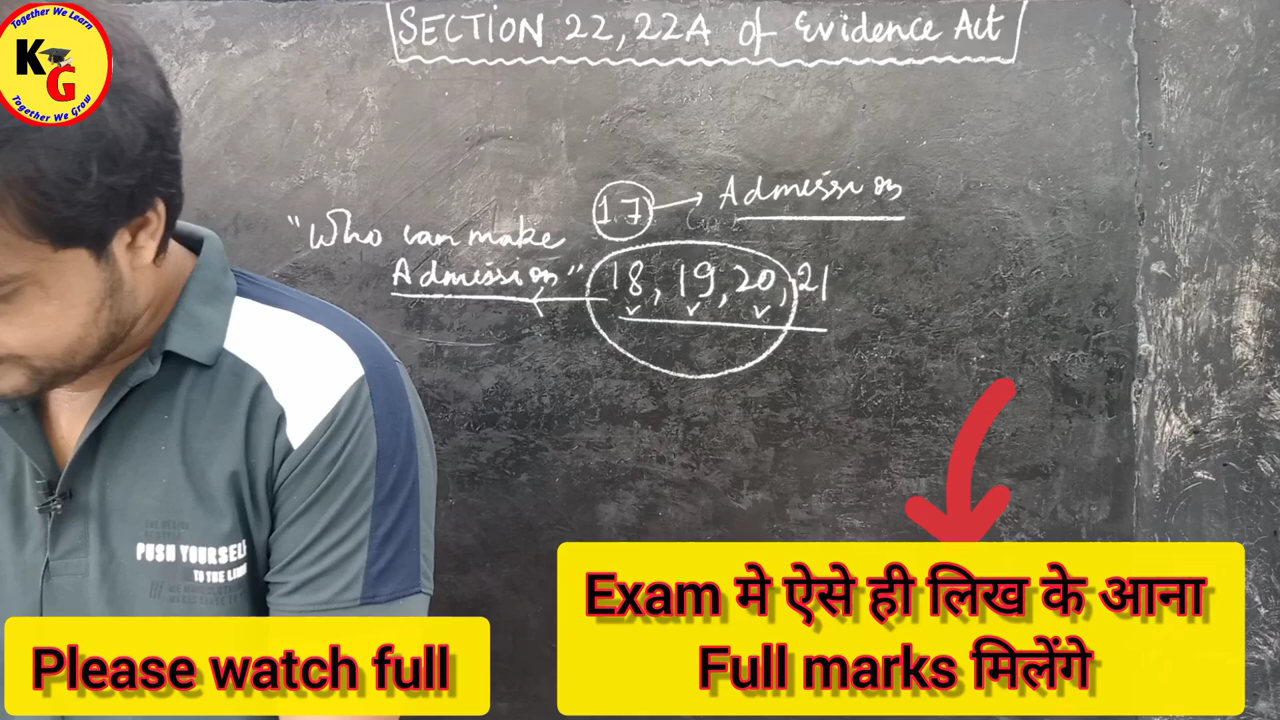 Together We Learn
KG
Together We Grow
SECTION 22, 22A of Evidence Act
17 → Admission
"Who can make
Admission" 18, 19, 20, 21
PUSH YOURSELF
TO THE LIMIT
Exam मे ऐसे ही लिख के आना
Full marks मिलेंगे
Please watch full